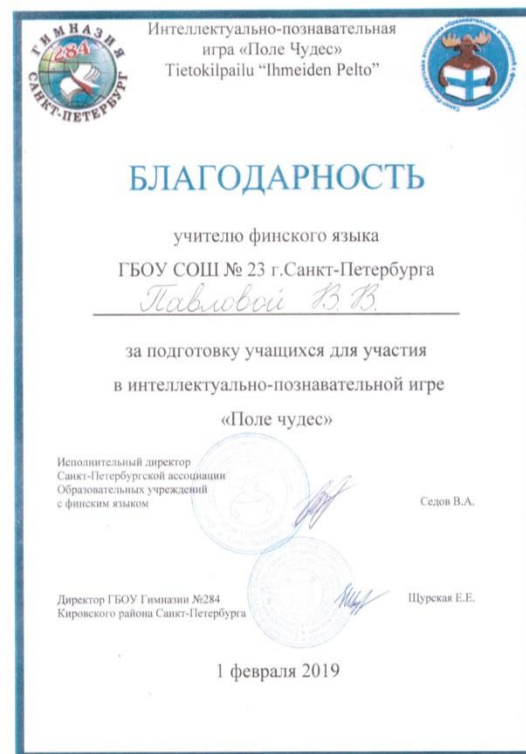 ГИМНАЗИЯ
284
САНКТ-ПЕТЕРБУРГ
Интеллектуально-познавательная
игра «Поле Чудес»
Tietokilpailu “Ihmeiden Pelto”
БЛАГОДАРНОСТЬ
учителю финского языка
ГБОУ СОШ № 23 г.Санкт-Петербурга
Павловой В.В.
за подготовку учащихся для участия
в интеллектуально-познавательной игре
«Поле чудес»
Исполнительный директор
Санкт-Петербургской ассоциации
Образовательных учреждений
с финским языком
Седов В.А.
Директор ГБОУ Гимназии №284
Кировского района Санкт-Петербурга
Щурская Е.Е.
1 февраля 2019